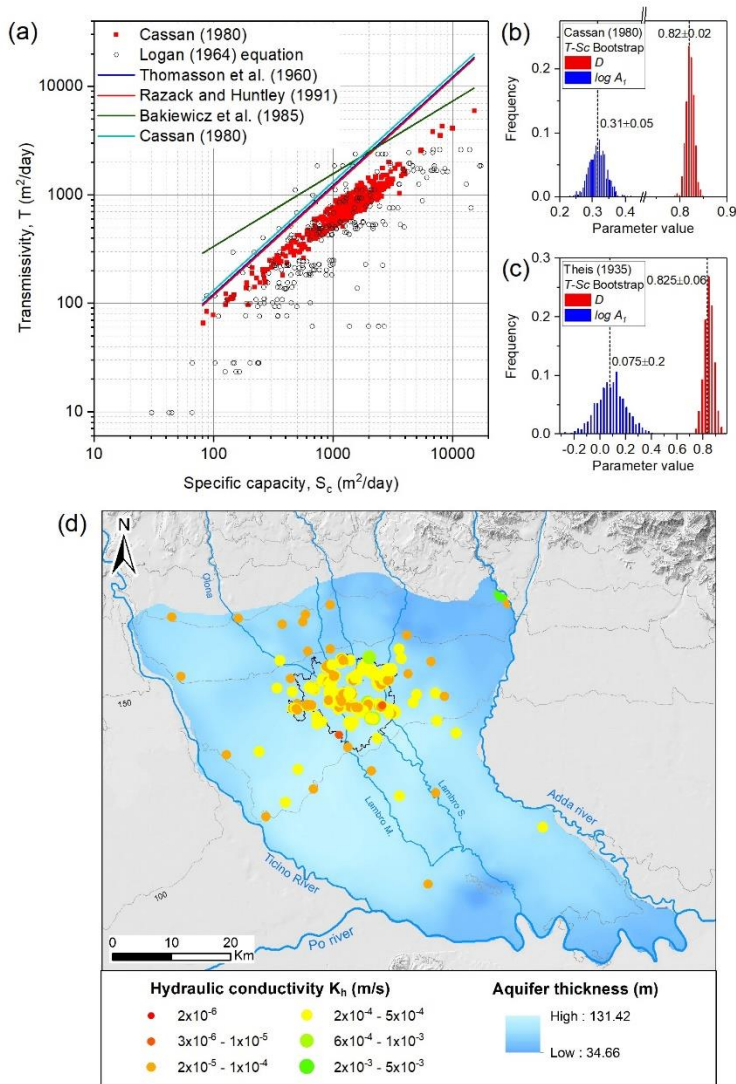 (a)
Cassan (1980)
Logan (1964) equation
Thomasson et al. (1960)
Razack and Huntley (1991)
Bakiewicz et al. (1985)
Cassan (1980)
Transmissivity, T (m²/day)
10000
1000
100
10
10
100
1000
10000
Specific capacity, Sc (m²/day)
(b)
Cassan (1980)
T-Sc Bootstrap
D
log A₁
0.82±0.02
0.31±0.05
Frequency
0.2
0.1
0.0
0.2 0.3 0.4 0.8 0.9
Parameter value
(c)
Theis (1935)
T-Sc Bootstrap
D
log A₁
0.825±0.06
0.075±0.2
Frequency
0.3
0.2
0.1
0.0
-0.2 0.0 0.2 0.4 0.6 0.8
Parameter value
(d)
N
Olona
150
Lambro M.
Lambro S.
Adda river
Ticino River
100
Po river
0 10 20
Km
Hydraulic conductivity Kh (m/s)
2x10⁻⁶
3x10⁻⁶ - 1x10⁻⁵
2x10⁻⁵ - 1x10⁻⁴
2x10⁻⁴ - 5x10⁻⁴
6x10⁻⁴ - 1x10⁻³
2x10⁻³ - 5x10⁻³
Aquifer thickness (m)
High : 131.42
Low : 34.66